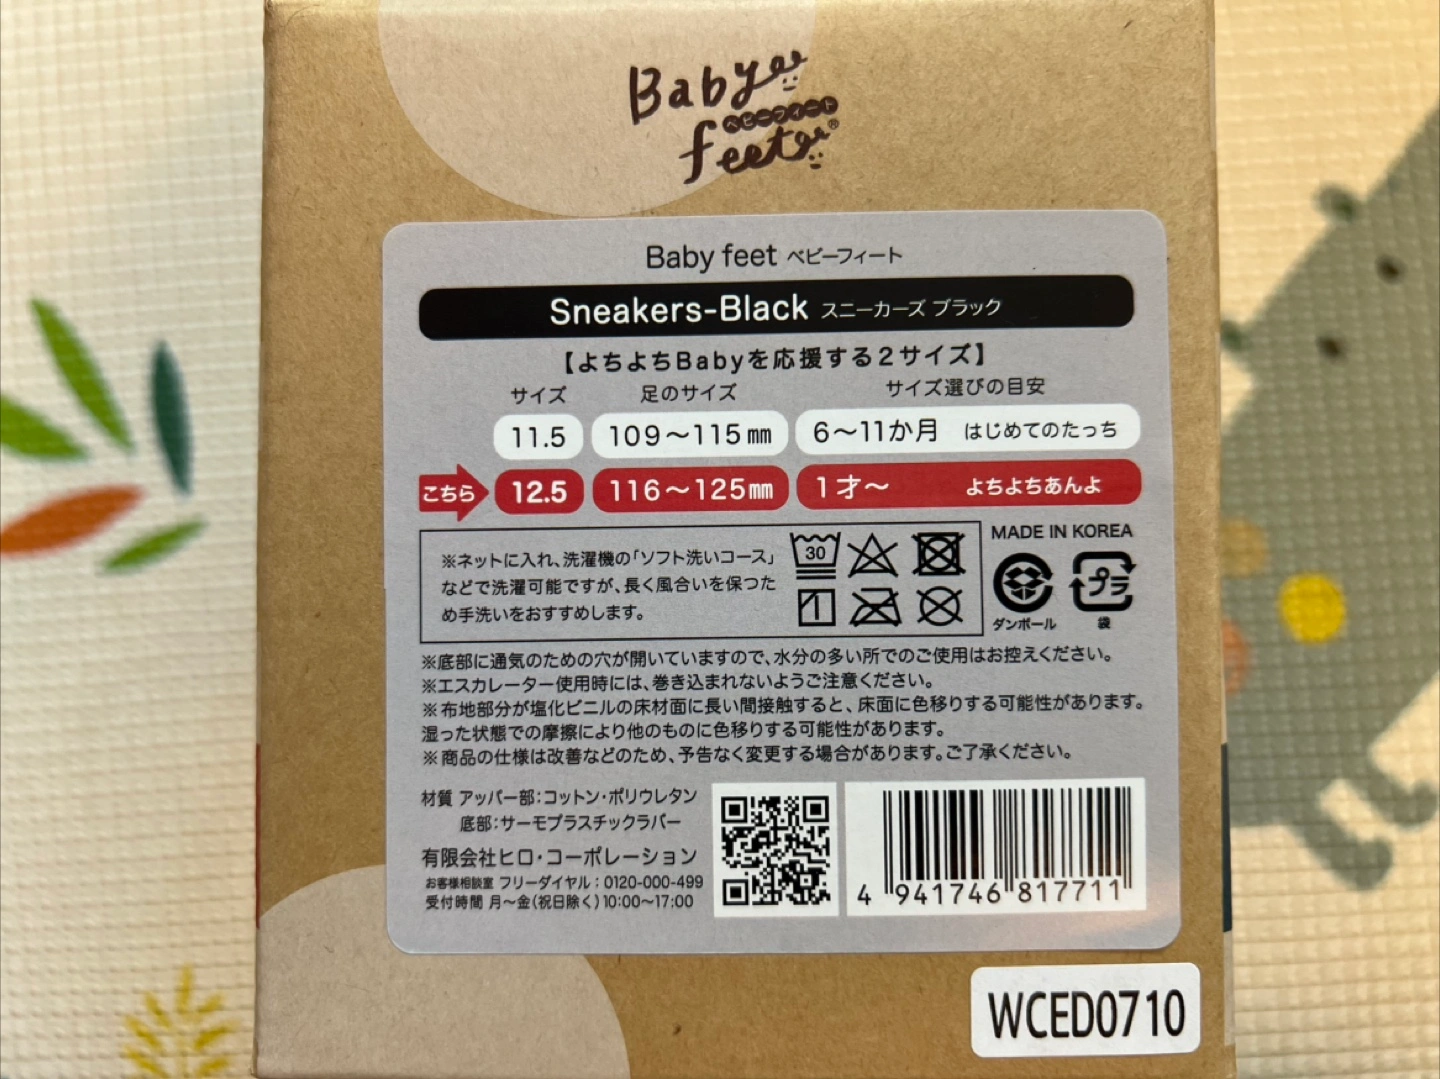 Baby
ベビーフィート
feet®
Baby feet ベビーフィート
Sneakers-Black スニーカーズ ブラック
【よちよちBabyを応援する2サイズ】
サイズ 足のサイズ サイズ選びの目安
11.5 109～115㎜ 6～11か月 はじめてのたっち
こちら 12.5 116～125㎜ 1才～ よちよちあんよ
※ネットに入れ、洗濯機の「ソフト洗いコース」
などで洗濯可能ですが、長く風合いを保つた
め手洗いをおすすめします。
30
MADE IN KOREA
プラ
ダンボール 袋
※底部に通気のための穴が開いていますので、水分の多い所でのご使用はお控えください。
※エスカレーター使用時には、巻き込まれないようご注意ください。
※布地部分が塩化ビニルの床材面に長い間接触すると、床面に色移りする可能性があります。
湿った状態での摩擦により他のものに色移りする可能性があります。
※商品の仕様は改善などのため、予告なく変更する場合があります。ご了承ください。
材質 アッパー部：コットン・ポリウレタン
底部：サーモプラスチックラバー
有限会社ヒロ・コーポレーション
お客様相談室 フリーダイヤル：0120-000-499
受付時間 月～金(祝日除く)10:00～17:00
4 941746 817711
WCED0710